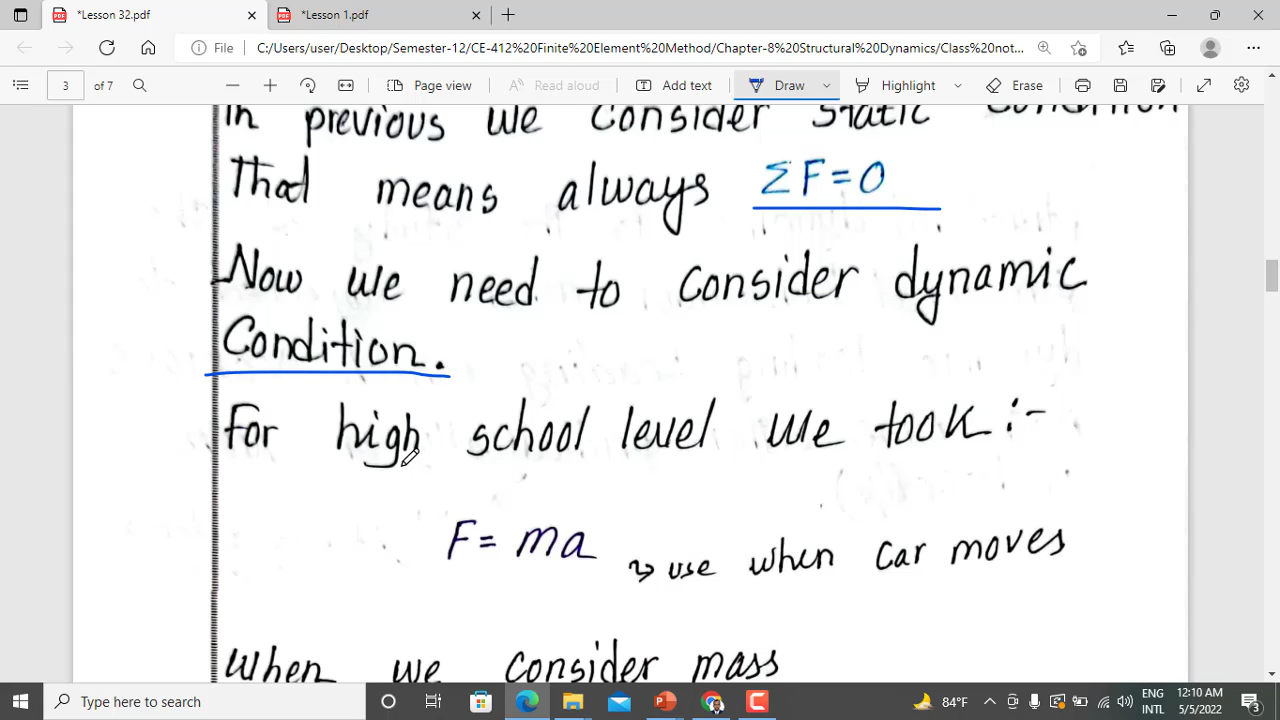 *Lesson 32.pdf
*Lesson 1.pdf
File C:/Users/user/Desktop/Semester-12/CE-412%20Finite%20Element%20Method/Chapter-8%20Structural%20Dynamics/Class%20not...
3 of 7 Page view Read aloud Add text Draw Highlight Erase
In previous we consider static condition
That means always ΣF=0
Now we need to consider dynamic
Condition.
For high school level we took :-
F= ma use when car moves
When we consider mass
Type here to search
84°F
ENG
INTL
12:10 AM
5/5/2022
3